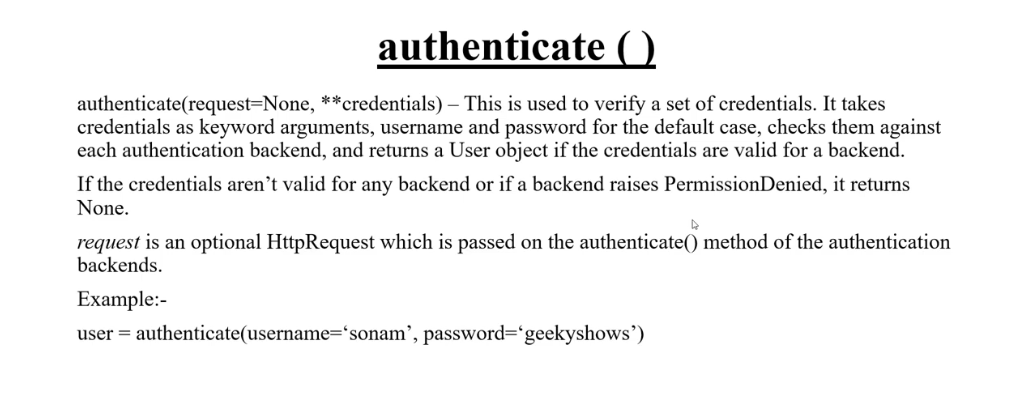 authenticate ( )
authenticate(request=None, **credentials) – This is used to verify a set of credentials. It takes
credentials as keyword arguments, username and password for the default case, checks them against
each authentication backend, and returns a User object if the credentials are valid for a backend.
If the credentials aren’t valid for any backend or if a backend raises PermissionDenied, it returns
None.
request is an optional HttpRequest which is passed on the authenticate() method of the authentication
backends.
Example:-
user = authenticate(username=‘sonam’, password=‘geekyshows’)